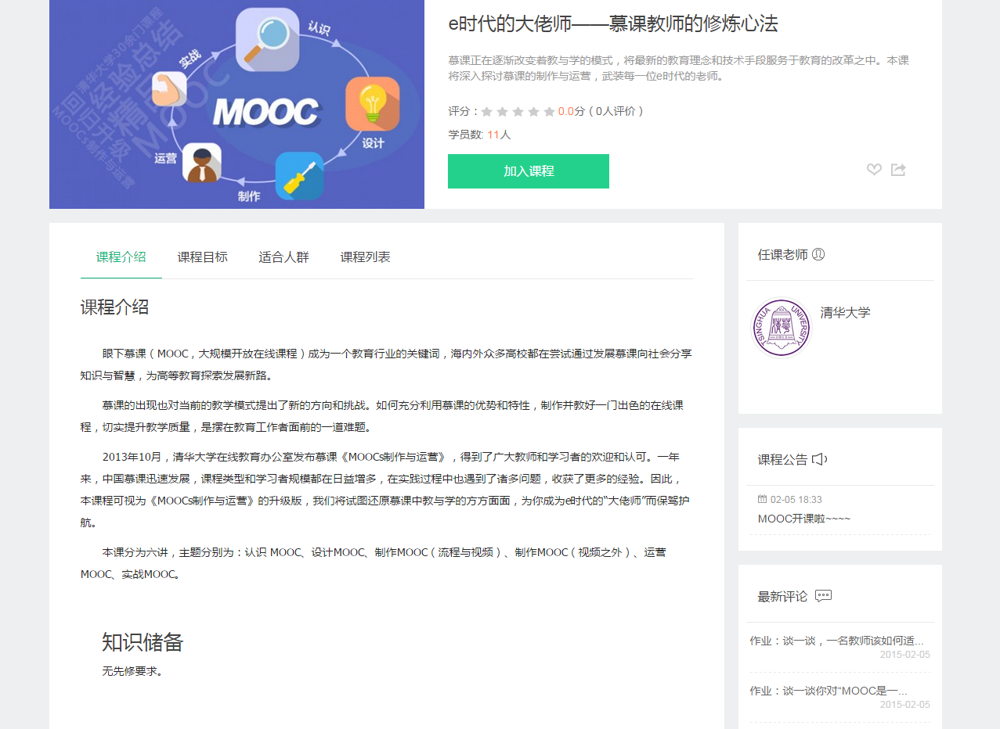 清华大学30余门课程
经验总结
精品
MOOC
回归
升级
MOOCs制作与运营
认识
实战
MOOC
设计
运营
制作
e时代的大佬师——慕课教师的修炼心法
慕课正在逐渐改变着教与学的模式，将最新的教育理念和技术手段服务于教育的改革之中。本课
将深入探讨慕课的制作与运营，武装每一位e时代的老师。
评分：0.0分（0人评价）
学员数: 11人
加入课程
课程介绍 课程目标 适合人群 课程列表
课程介绍
眼下慕课（MOOC，大规模开放在线课程）成为一个教育行业的关键词，海内外众多高校都在尝试通过发展慕课向社会分享
知识与智慧，为高等教育探索发展新路。
慕课的出现也对当前的教学模式提出了新的方向和挑战。如何充分利用慕课的优势和特性，制作并教好一门出色的在线课
程，切实提升教学质量，是摆在教育工作者面前的一道难题。
2013年10月，清华大学在线教育办公室发布慕课《MOOCs制作与运营》，得到了广大教师和学习者的欢迎和认可。一年
来，中国慕课迅速发展，课程类型和学习者规模都在日益增多，在实践过程中也遇到了诸多问题，收获了更多的经验。因此，
本课程可视为《MOOCs制作与运营》的升级版，我们将试图还原慕课中教与学的方方面面，为你成为e时代的“大佬师”而保驾护
航。
本课分为六讲，主题分别为：认识 MOOC、设计MOOC、制作MOOC（流程与视频）、制作MOOC（视频之外）、运营
MOOC、实战MOOC。
知识储备
无先修要求。
任课老师
TSINGHUA UNIVERSITY
1911
清华大学
课程公告
02-05 18:33
MOOC开课啦~~~~
最新评论
作业：谈一谈，一名教师该如何适...
2015-02-05
作业：谈一谈你对“MOOC是一...
2015-02-05